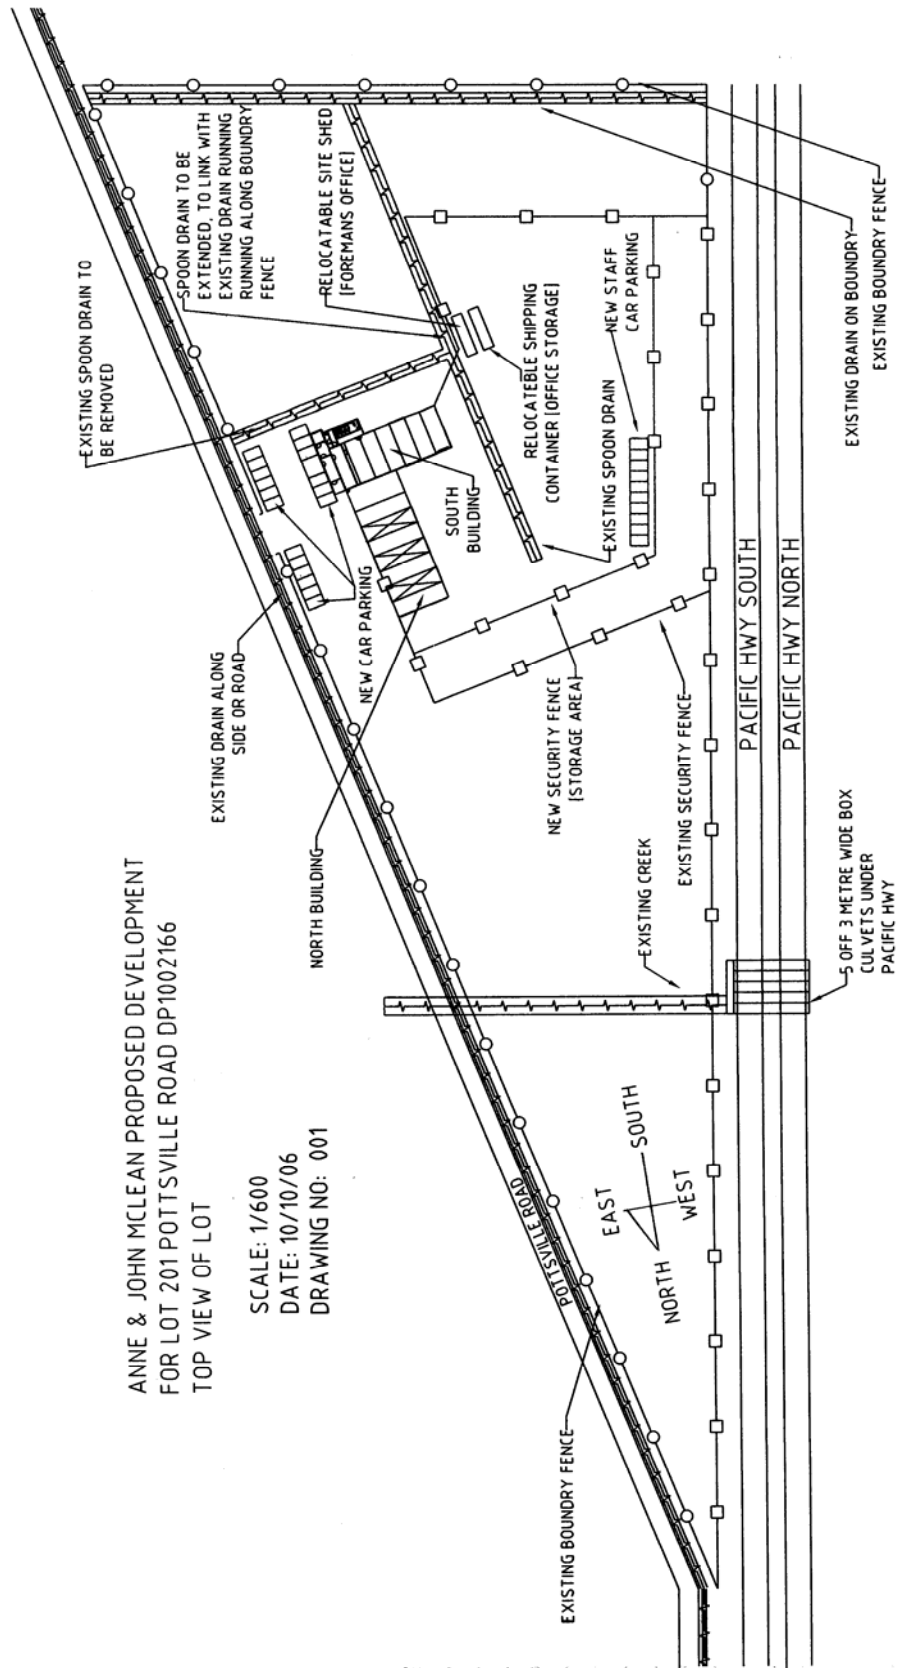 ANNE & JOHN MCLEAN PROPOSED DEVELOPMENT
FOR LOT 201 POTTSVILLE ROAD DP1002166
TOP VIEW OF LOT
SCALE: 1/600
DATE: 10/10/06
DRAWING NO: 001
EXISTING SPOON DRAIN TO
BE REMOVED
SPOON DRAIN TO BE
EXTENDED, TO LINK WITH
EXISTING DRAIN RUNNING
RUNNING ALONG BOUNDRY
FENCE
RELOCATABLE SITE SHED
[FOREMANS OFFICE]
EXISTING DRAIN ALONG
SIDE OR ROAD
NEW CAR PARKING
NORTH BUILDING
SOUTH
BUILDING
RELOCATEBLE SHIPPING
CONTAINER [OFFICE STORAGE]
EXISTING SPOON DRAIN
NEW STAFF
CAR PARKING
NEW SECURITY FENCE
[STORAGE AREA]
EXISTING SECURITY FENCE
EXISTING CREEK
EXISTING DRAIN ON BOUNDRY
EXISTING BOUNDRY FENCE
PACIFIC HWY SOUTH
PACIFIC HWY NORTH
5 OFF 3 METRE WIDE BOX
CULVETS UNDER
PACIFIC HWY
POTTSVILLE ROAD
EXISTING BOUNDRY FENCE
EAST
SOUTH
NORTH
WEST